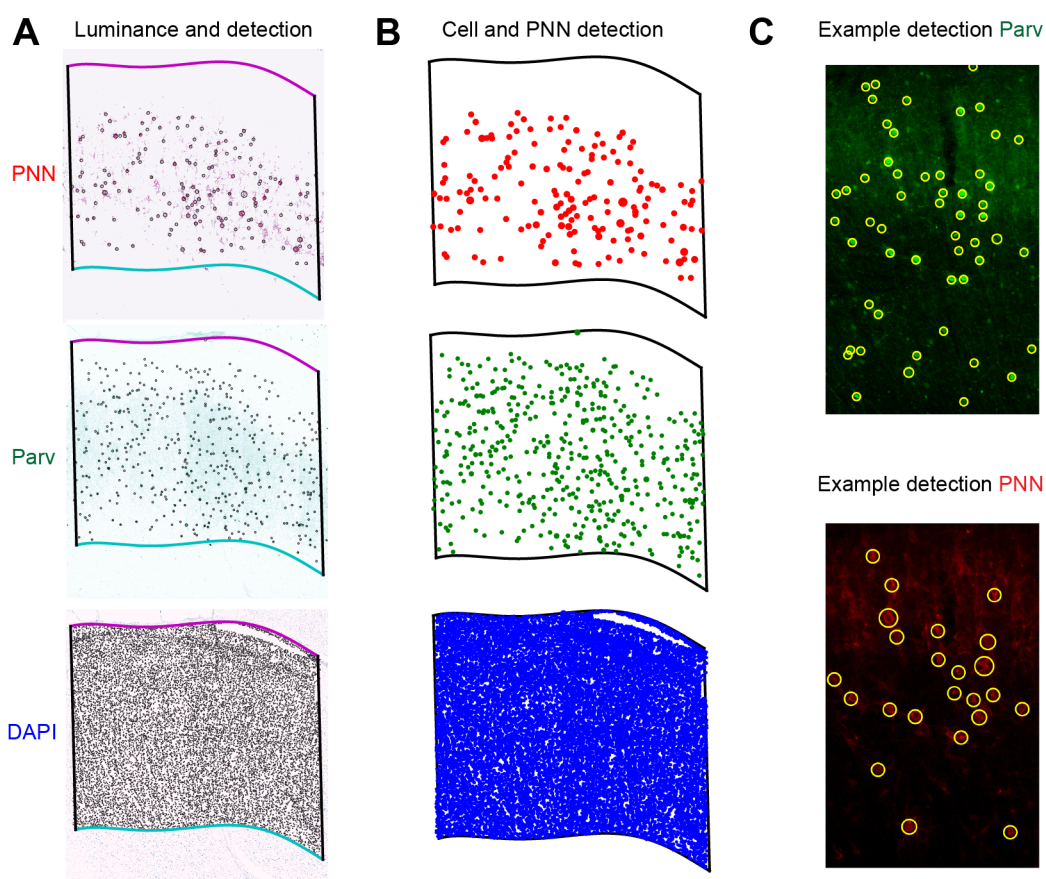 A Luminance and detection
B Cell and PNN detection
C Example detection Parv
PNN
Parv
Example detection PNN
DAPI